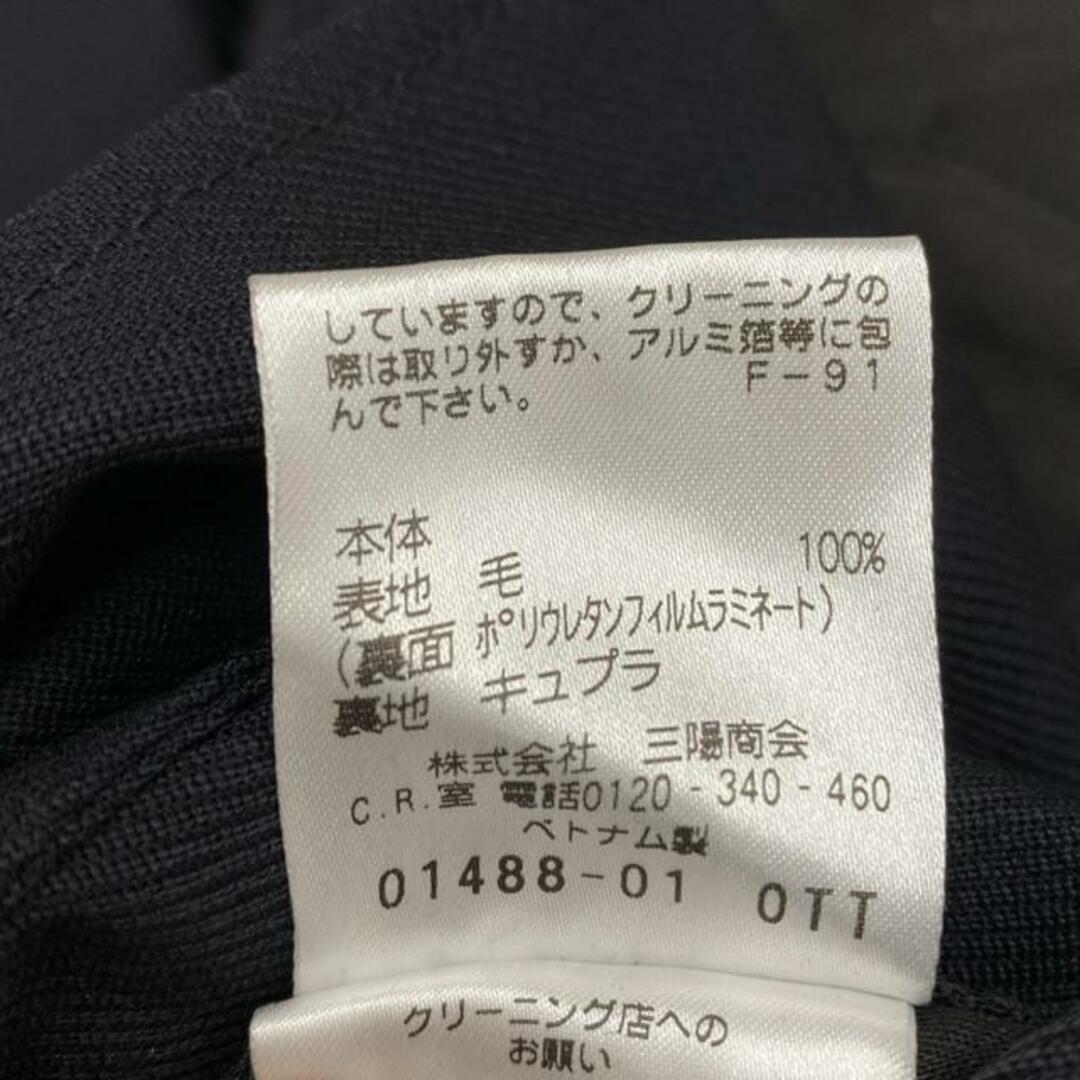 していますので、クリーニングの
際は取り外すか、アルミ箔等に包
んで下さい。 F-91
本体
表地 毛 100%
(裏面 ポリウレタンフィルムラミネート)
裏地 キュプラ
株式会社 三陽商会
C.R.室 電話0120-340-460
ベトナム製
01488-01 OTT
クリーニング店への
お願い